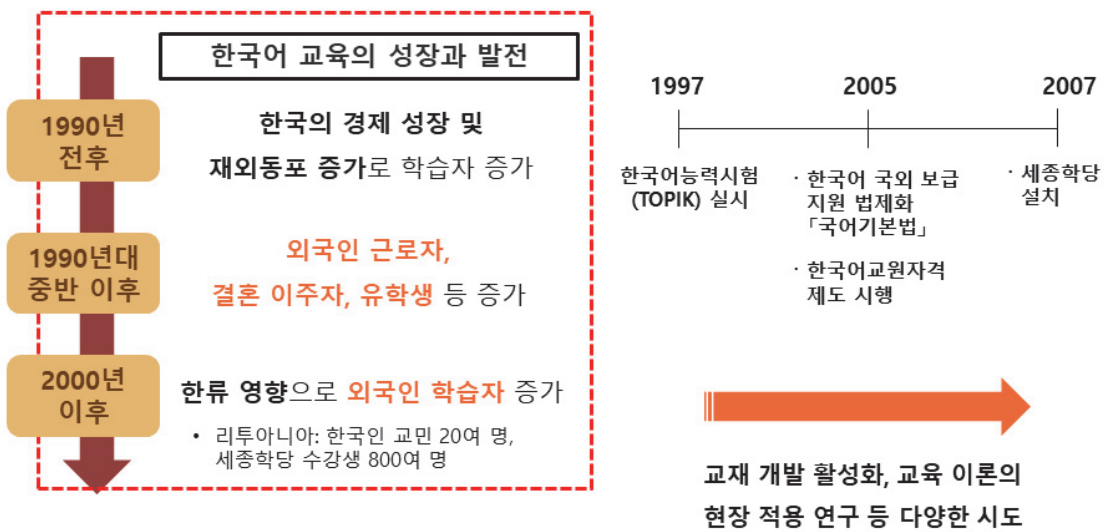 한국어 교육의 성장과 발전
1990년
전후
한국의 경제 성장 및
재외동포 증가로 학습자 증가
1990년대
중반 이후
외국인 근로자,
결혼 이주자, 유학생 등 증가
2000년
이후
한류 영향으로 외국인 학습자 증가
• 리투아니아: 한국인 교민 20여 명,
세종학당 수강생 800여 명
1997
2005
2007
한국어능력시험
(TOPIK) 실시
· 한국어 국외 보급
지원 법제화
「국어기본법」
· 한국어교원자격
제도 시행
· 세종학당
설치
교재 개발 활성화, 교육 이론의
현장 적용 연구 등 다양한 시도